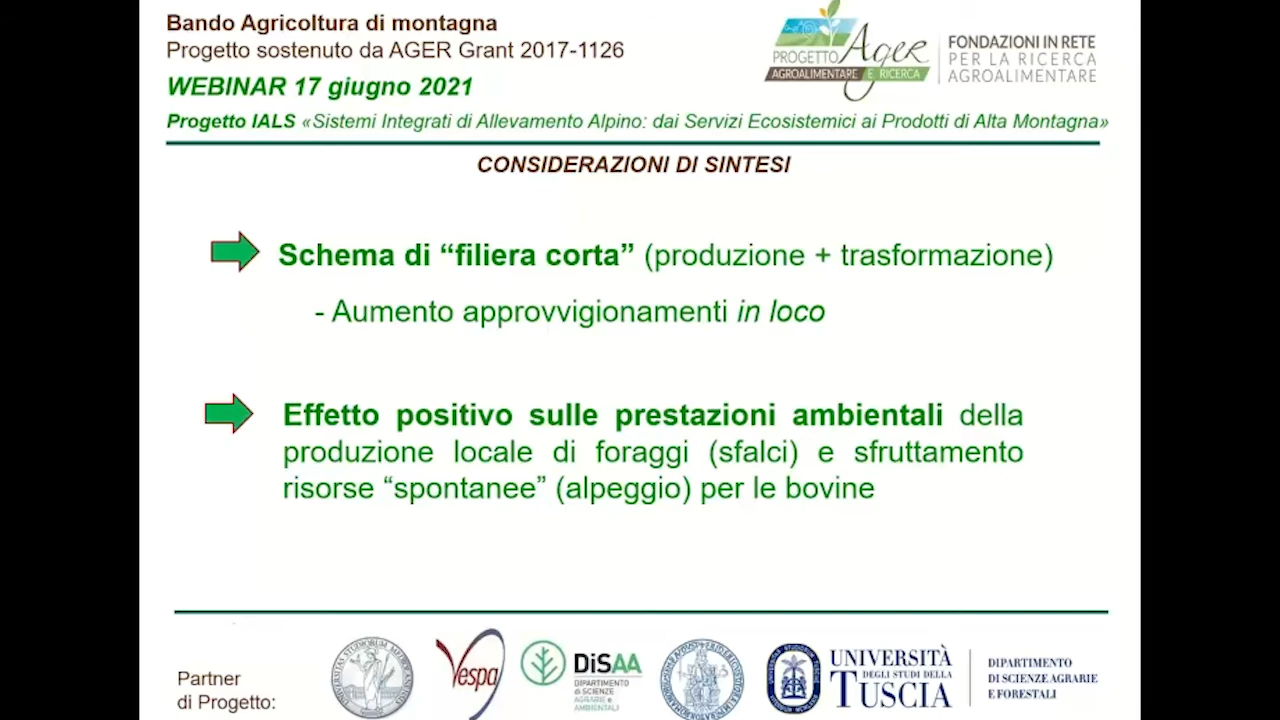 Bando Agricoltura di montagna
Progetto sostenuto da AGER Grant 2017-1126
WEBINAR 17 giugno 2021
Progetto IALS «Sistemi Integrati di Allevamento Alpino: dai Servizi Ecosistemici ai Prodotti di Alta Montagna»
PROGETTO Ager
AGROALIMENTARE E RICERCA
FONDAZIONI IN RETE
PER LA RICERCA
AGROALIMENTARE
CONSIDERAZIONI DI SINTESI
Schema di “filiera corta” (produzione + trasformazione)
- Aumento approvvigionamenti in loco
Effetto positivo sulle prestazioni ambientali della
produzione locale di foraggi (sfalci) e sfruttamento
risorse “spontanee” (alpeggio) per le bovine
Partner
di Progetto:
Vespa
DiSAA
DIPARTIMENTO
di SCIENZE
AGRARIE e
AMBIENTALI
UNIVERSITÀ
DEGLI STUDI DELLA
TUSCIA
DIPARTIMENTO
DI SCIENZE AGRARIE
E FORESTALI